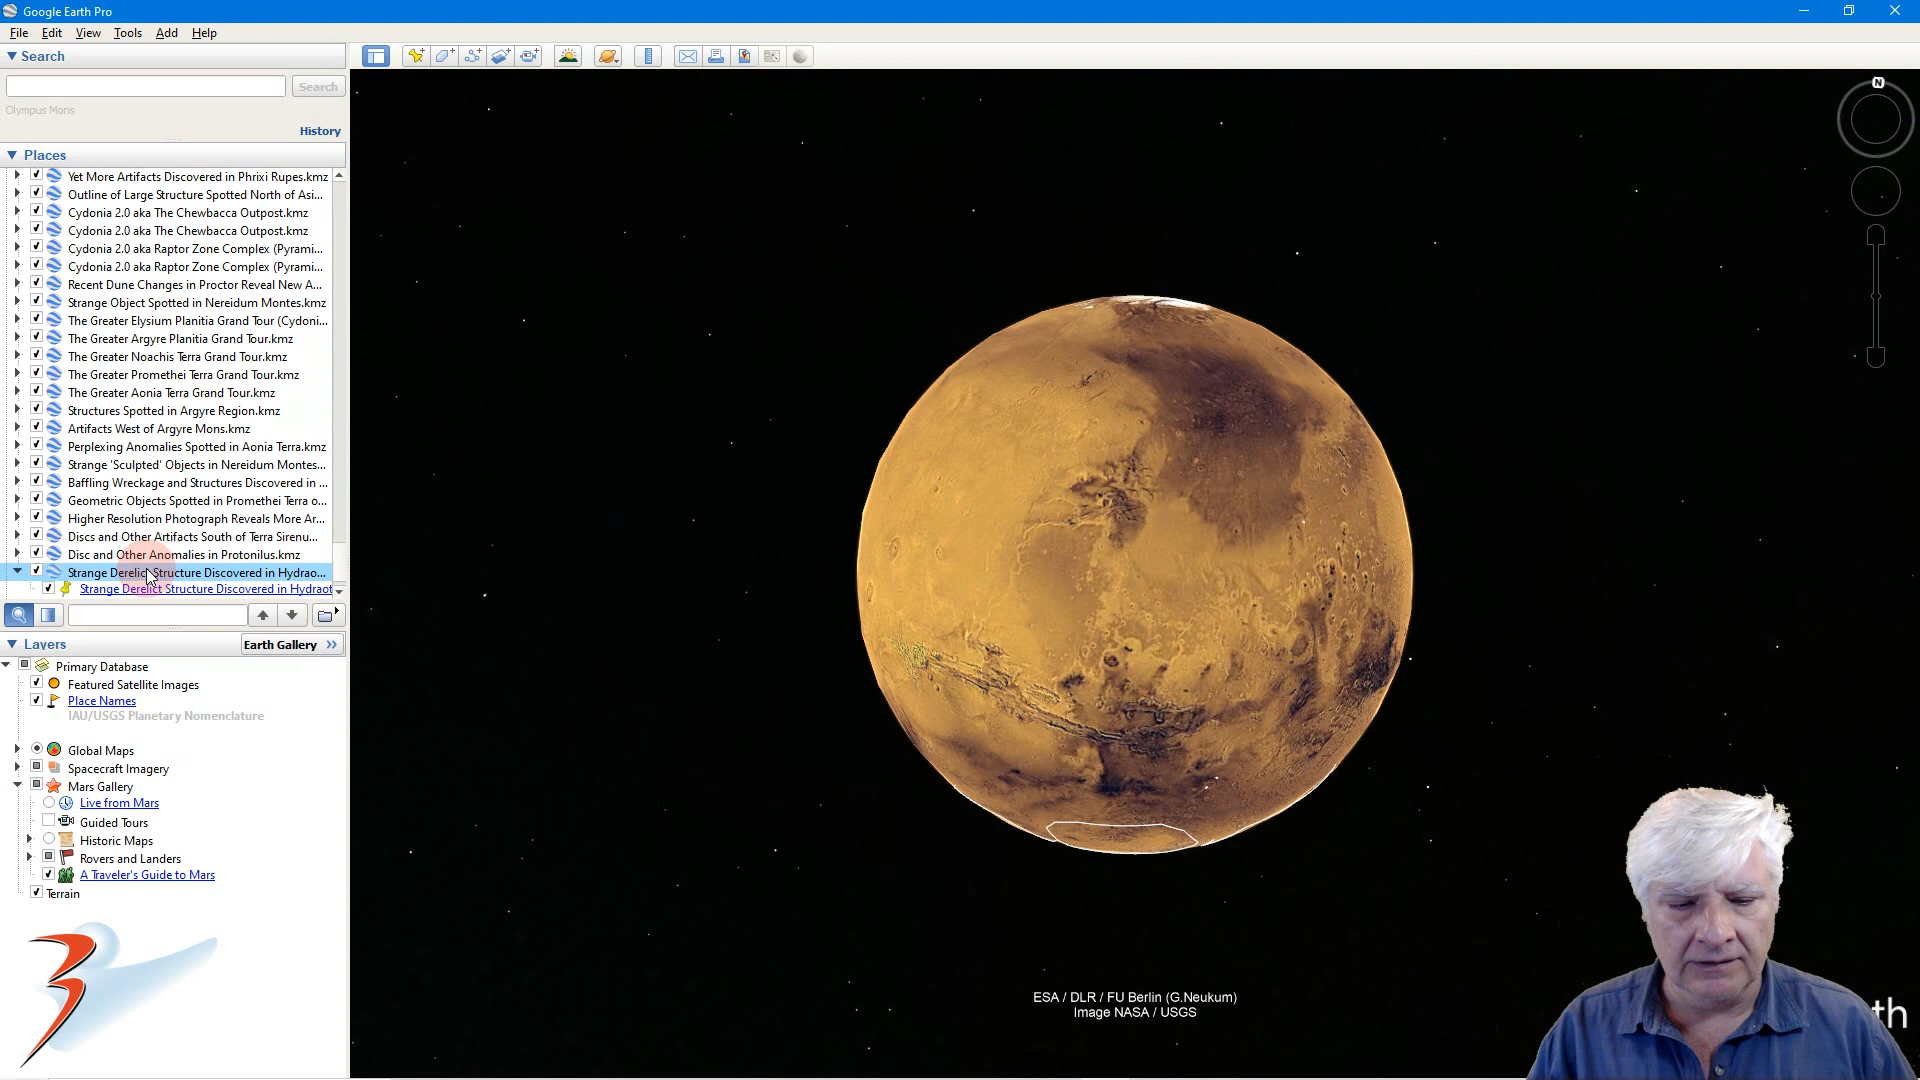 Google Earth Pro
File Edit View Tools Add Help
Search
Search
Olympus Mons
History
Places
Yet More Artifacts Discovered in Phrixi Rupes.kmz
Outline of Large Structure Spotted North of Asi...
Cydonia 2.0 aka The Chewbacca Outpost.kmz
Cydonia 2.0 aka The Chewbacca Outpost.kmz
Cydonia 2.0 aka Raptor Zone Complex (Pyrami...
Cydonia 2.0 aka Raptor Zone Complex (Pyrami...
Recent Dune Changes in Proctor Reveal New A...
Strange Object Spotted in Nereidum Montes.kmz
The Greater Elysium Planitia Grand Tour (Cydoni...
The Greater Argyre Planitia Grand Tour.kmz
The Greater Noachis Terra Grand Tour.kmz
The Greater Promethei Terra Grand Tour.kmz
The Greater Aonia Terra Grand Tour.kmz
Structures Spotted in Argyre Region.kmz
Artifacts West of Argyre Mons.kmz
Perplexing Anomalies Spotted in Aonia Terra.kmz
Strange 'Sculpted' Objects in Nereidum Montes...
Baffling Wreckage and Structures Discovered in ...
Geometric Objects Spotted in Promethei Terra o...
Higher Resolution Photograph Reveals More Ar...
Discs and Other Artifacts South of Terra Sirenu...
Disc and Other Anomalies in Protonilus.kmz
Strange Derelict Structure Discovered in Hydrao...
Strange Derelict Structure Discovered in Hydraot
Layers
Earth Gallery »
Primary Database
Featured Satellite Images
Place Names
IAU/USGS Planetary Nomenclature
Global Maps
Spacecraft Imagery
Mars Gallery
Live from Mars
Guided Tours
Historic Maps
Rovers and Landers
A Traveler's Guide to Mars
Terrain
N
ESA / DLR / FU Berlin (G.Neukum)
Image NASA / USGS
th